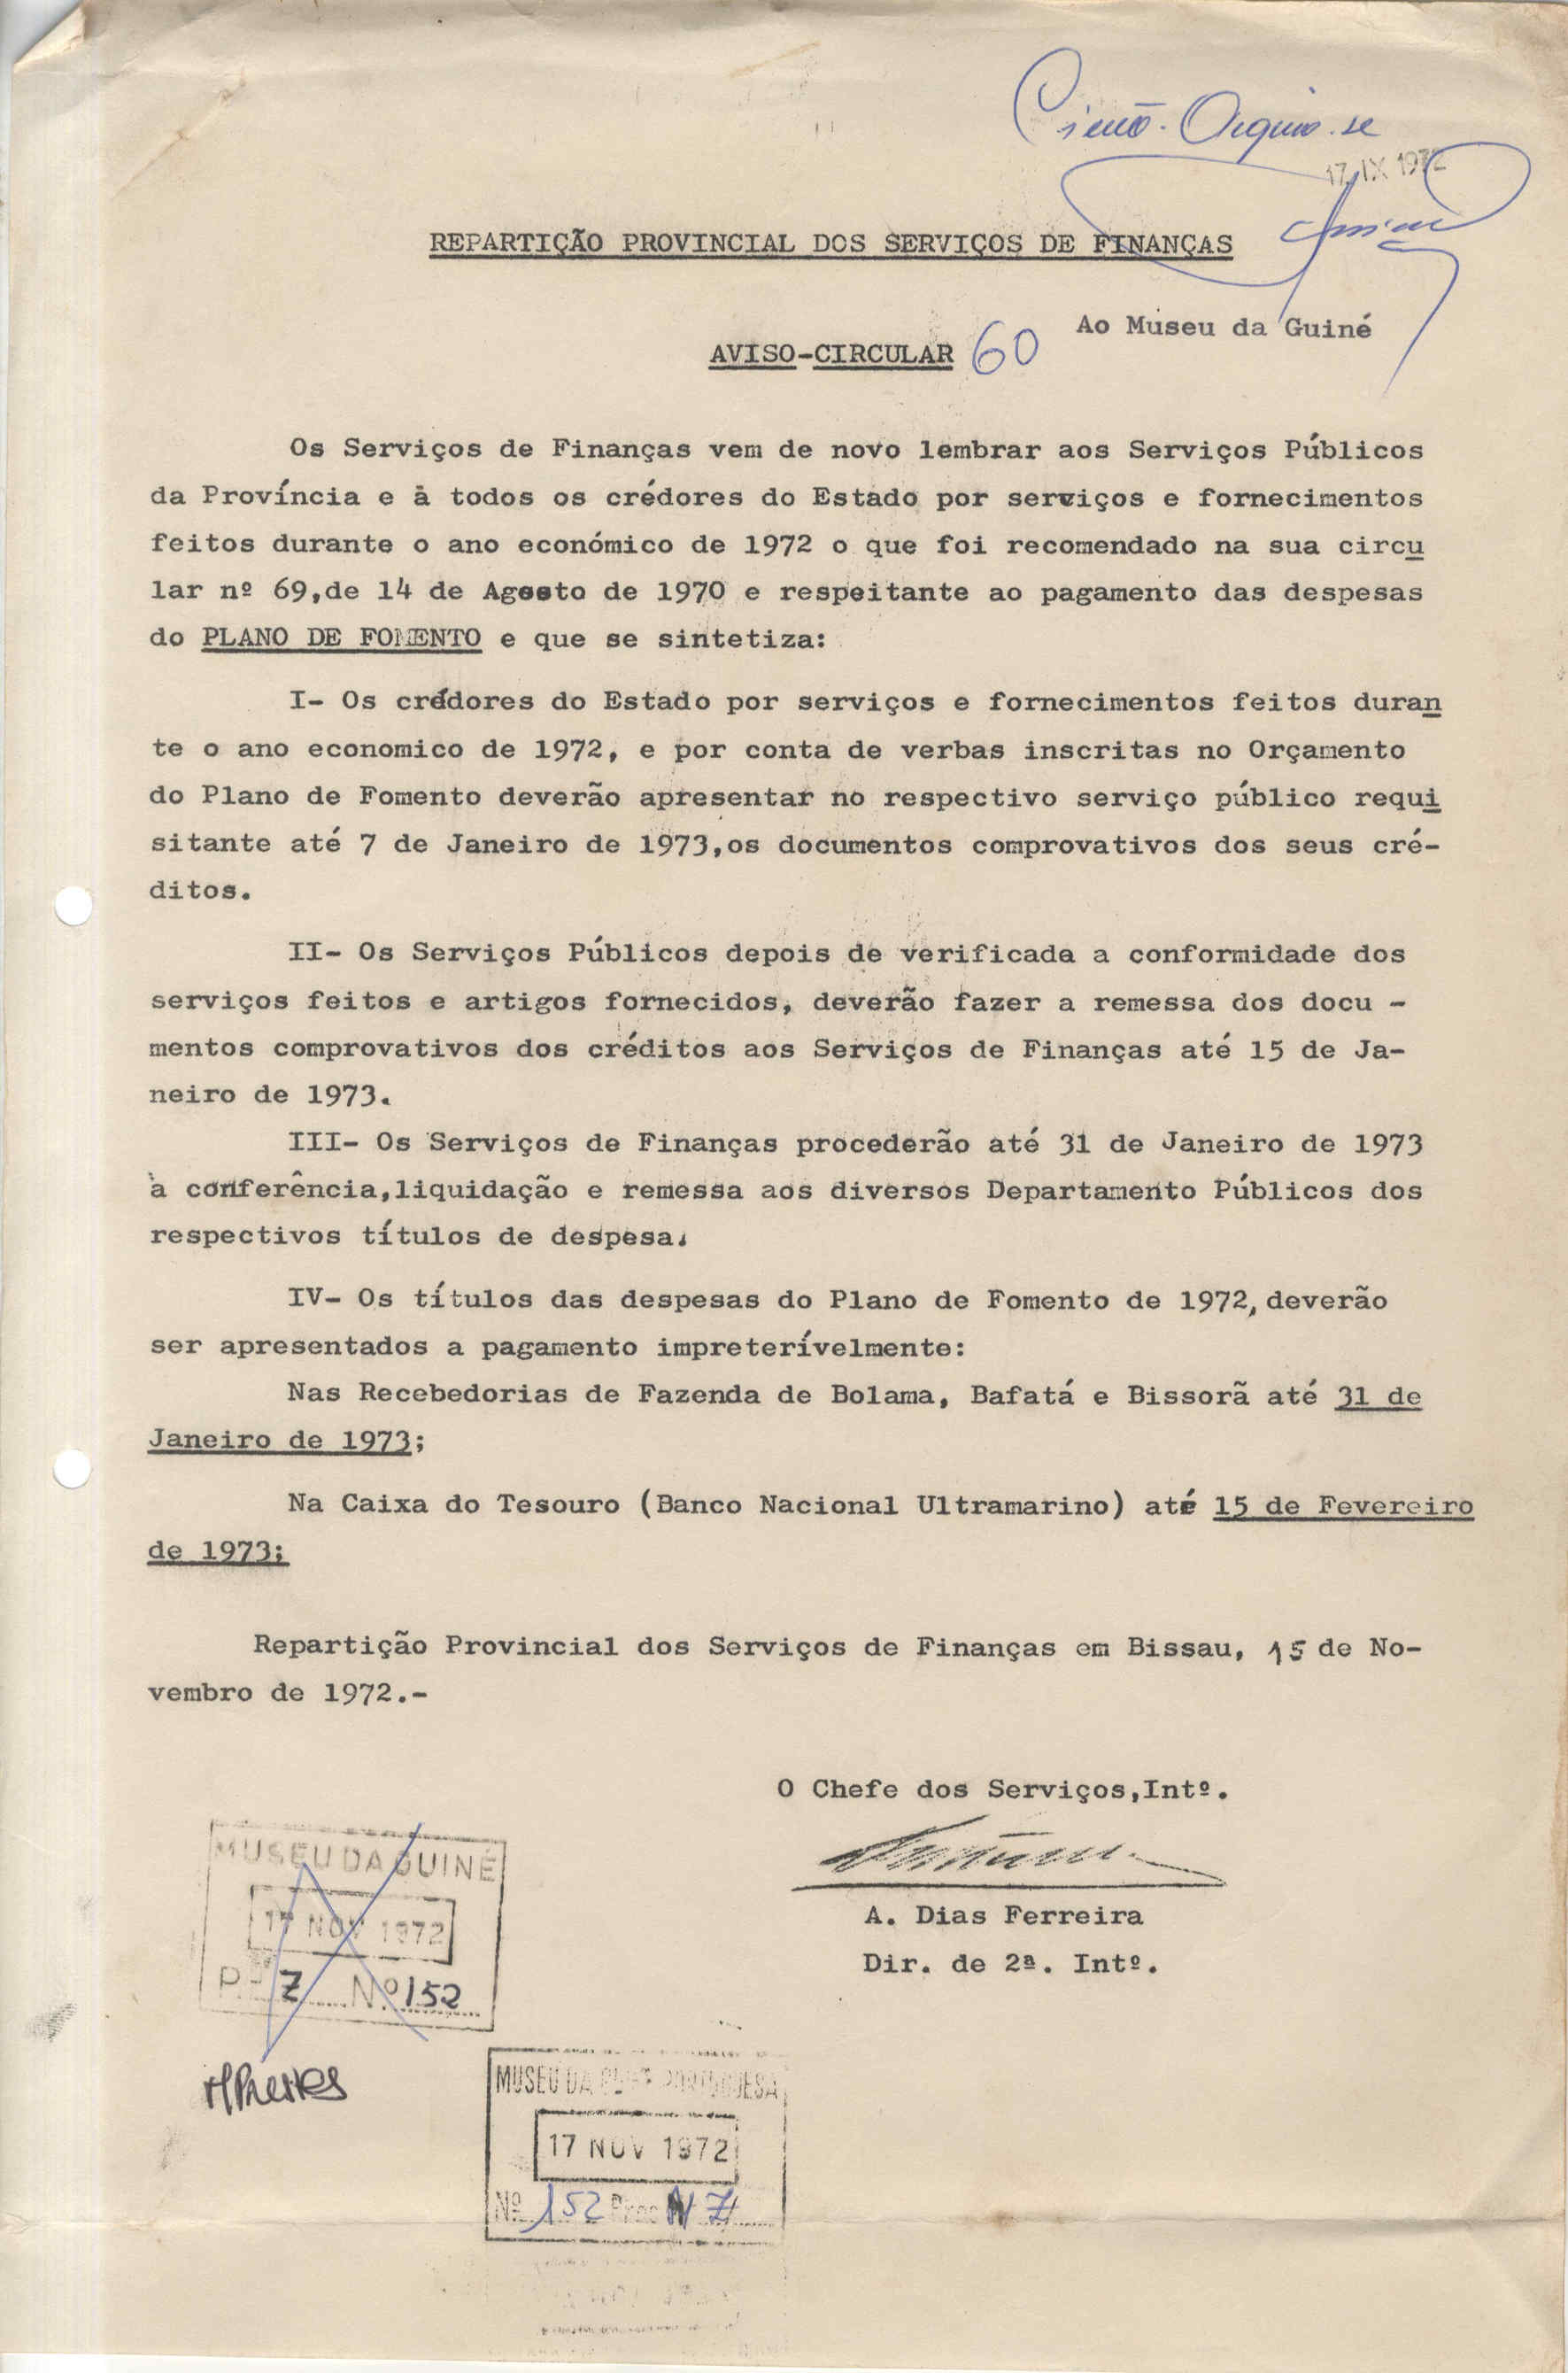 Arquive-se
17 IX 1972
REPARTIÇÃO PROVINCIAL DOS SERVIÇOS DE FINANÇAS
Ao Museu da Guiné
AVISO-CIRCULAR 60
Os Serviços de Finanças vem de novo lembrar aos Serviços Públicos
da Província e à todos os crédores do Estado por serviços e fornecimentos
feitos durante o ano económico de 1972 o que foi recomendado na sua circu
lar nº 69,de 14 de Agosto de 1970 e respeitante ao pagamento das despesas
do PLANO DE FOMENTO e que se sintetiza:
I- Os crédores do Estado por serviços e fornecimentos feitos duran
te o ano economico de 1972, e por conta de verbas inscritas no Orçamento
do Plano de Fomento deverão apresentar no respectivo serviço público requi
sitante até 7 de Janeiro de 1973,os documentos comprovativos dos seus cré-
ditos.
II- Os Serviços Públicos depois de verificada a conformidade dos
serviços feitos e artigos fornecidos, deverão fazer a remessa dos docu -
mentos comprovativos dos créditos aos Serviços de Finanças até 15 de Ja-
neiro de 1973.
III- Os Serviços de Finanças procederão até 31 de Janeiro de 1973
à conferência,liquidação e remessa aos diversos Departamento Públicos dos
respectivos títulos de despesa.
IV- Os títulos das despesas do Plano de Fomento de 1972, deverão
ser apresentados a pagamento impreterívelmente:
Nas Recebedorias de Fazenda de Bolama, Bafatá e Bissorã até 31 de
Janeiro de 1973;
Na Caixa do Tesouro (Banco Nacional Ultramarino) até 15 de Fevereiro
de 1973;
Repartição Provincial dos Serviços de Finanças em Bissau, 15 de No-
vembro de 1972.-
O Chefe dos Serviços,Intº.
A. Dias Ferreira
Dir. de 2ª. Intº.
MUSEU DA GUINÉ
17 NOV 1972
P- Z Nº 152
MUSEU DA PORTUGUESA
17 NOV 1972
Nº 152 Proc